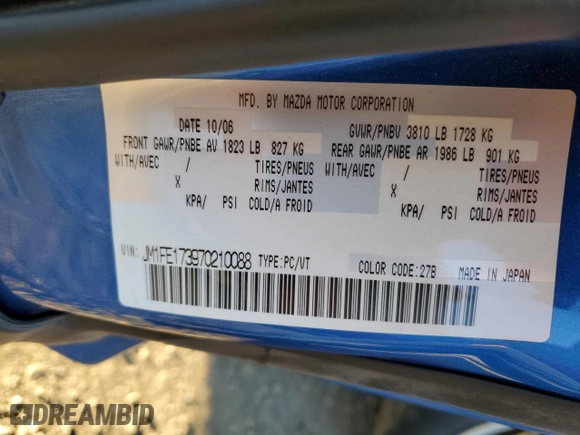 MFD. BY MAZDA MOTOR CORPORATION
DATE 10/06 GVWR/PNBV 3810 LB 1728 KG
FRONT GAWR/PNBE AV 1823 LB 827 KG REAR GAWR/PNBE AR 1986 LB 901 KG
WITH/AVEC / TIRES/PNEUS WITH/AVEC / TIRES/PNEUS
X RIMS/JANTES X RIMS/JANTES
KPA/ PSI COLD/A FROID KPA/ PSI COLD/A FROID
VIN: JM1FE173970210088 TYPE:PC/VT COLOR CODE:27B MADE IN JAPAN
DREAMBID